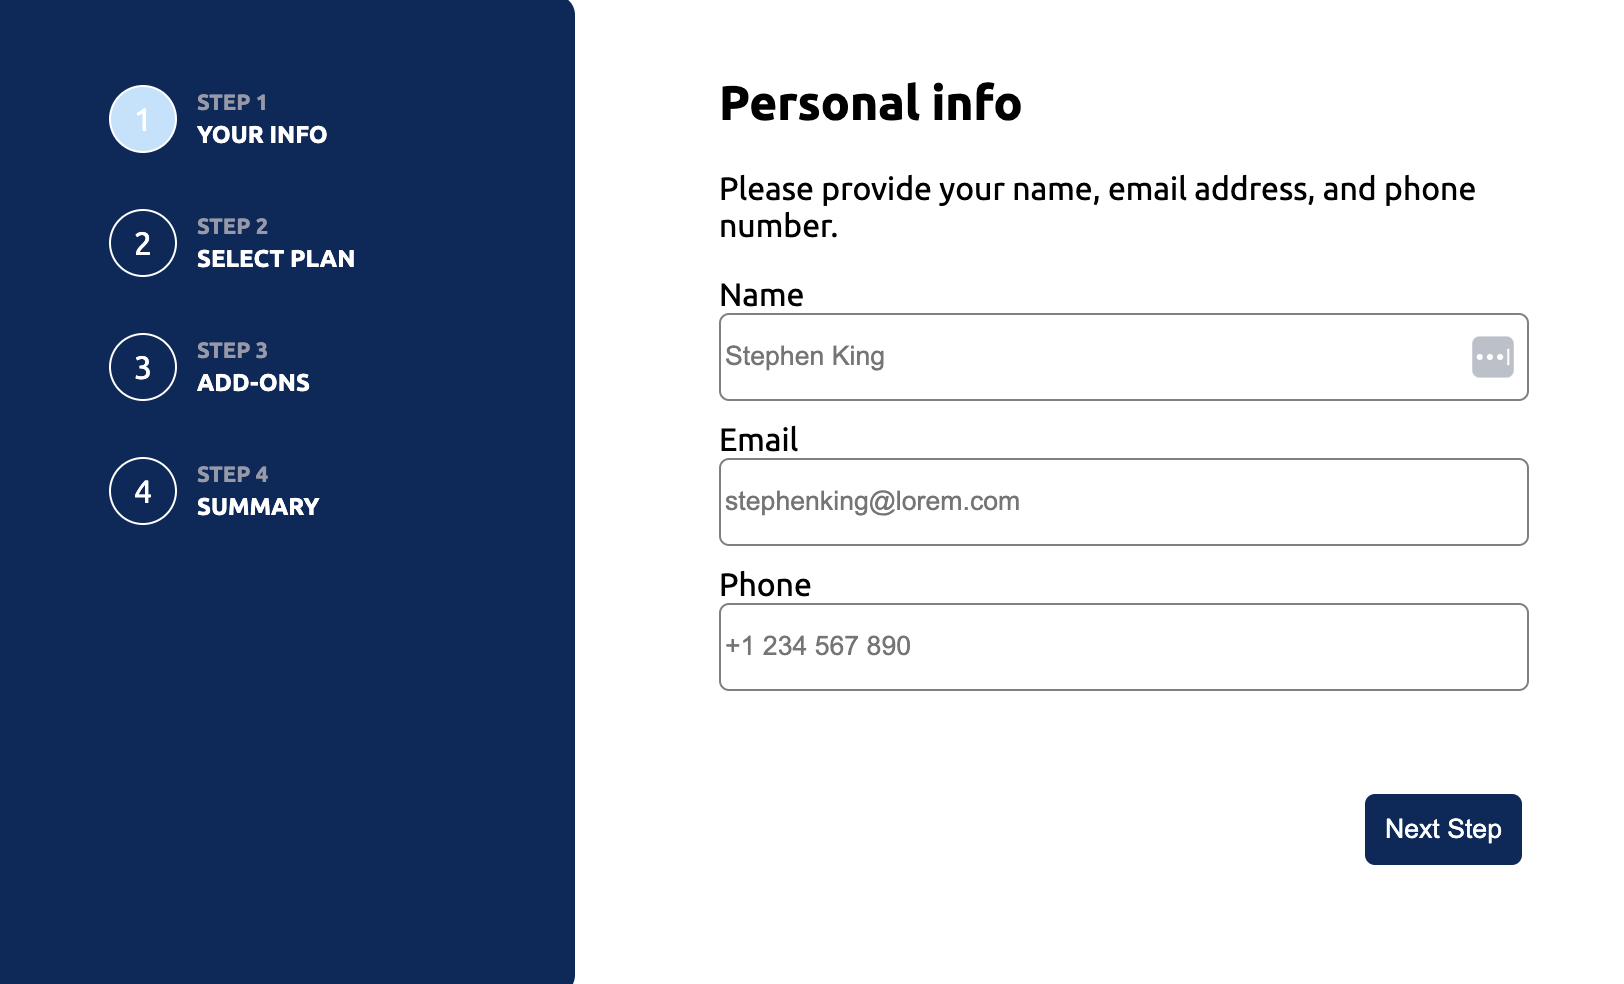 1
STEP 1
YOUR INFO
2
STEP 2
SELECT PLAN
3
STEP 3
ADD-ONS
4
STEP 4
SUMMARY
Personal info
Please provide your name, email address, and phone
number.
Name
Stephen King
Email
stephenking@lorem.com
Phone
+1 234 567 890
Next Step